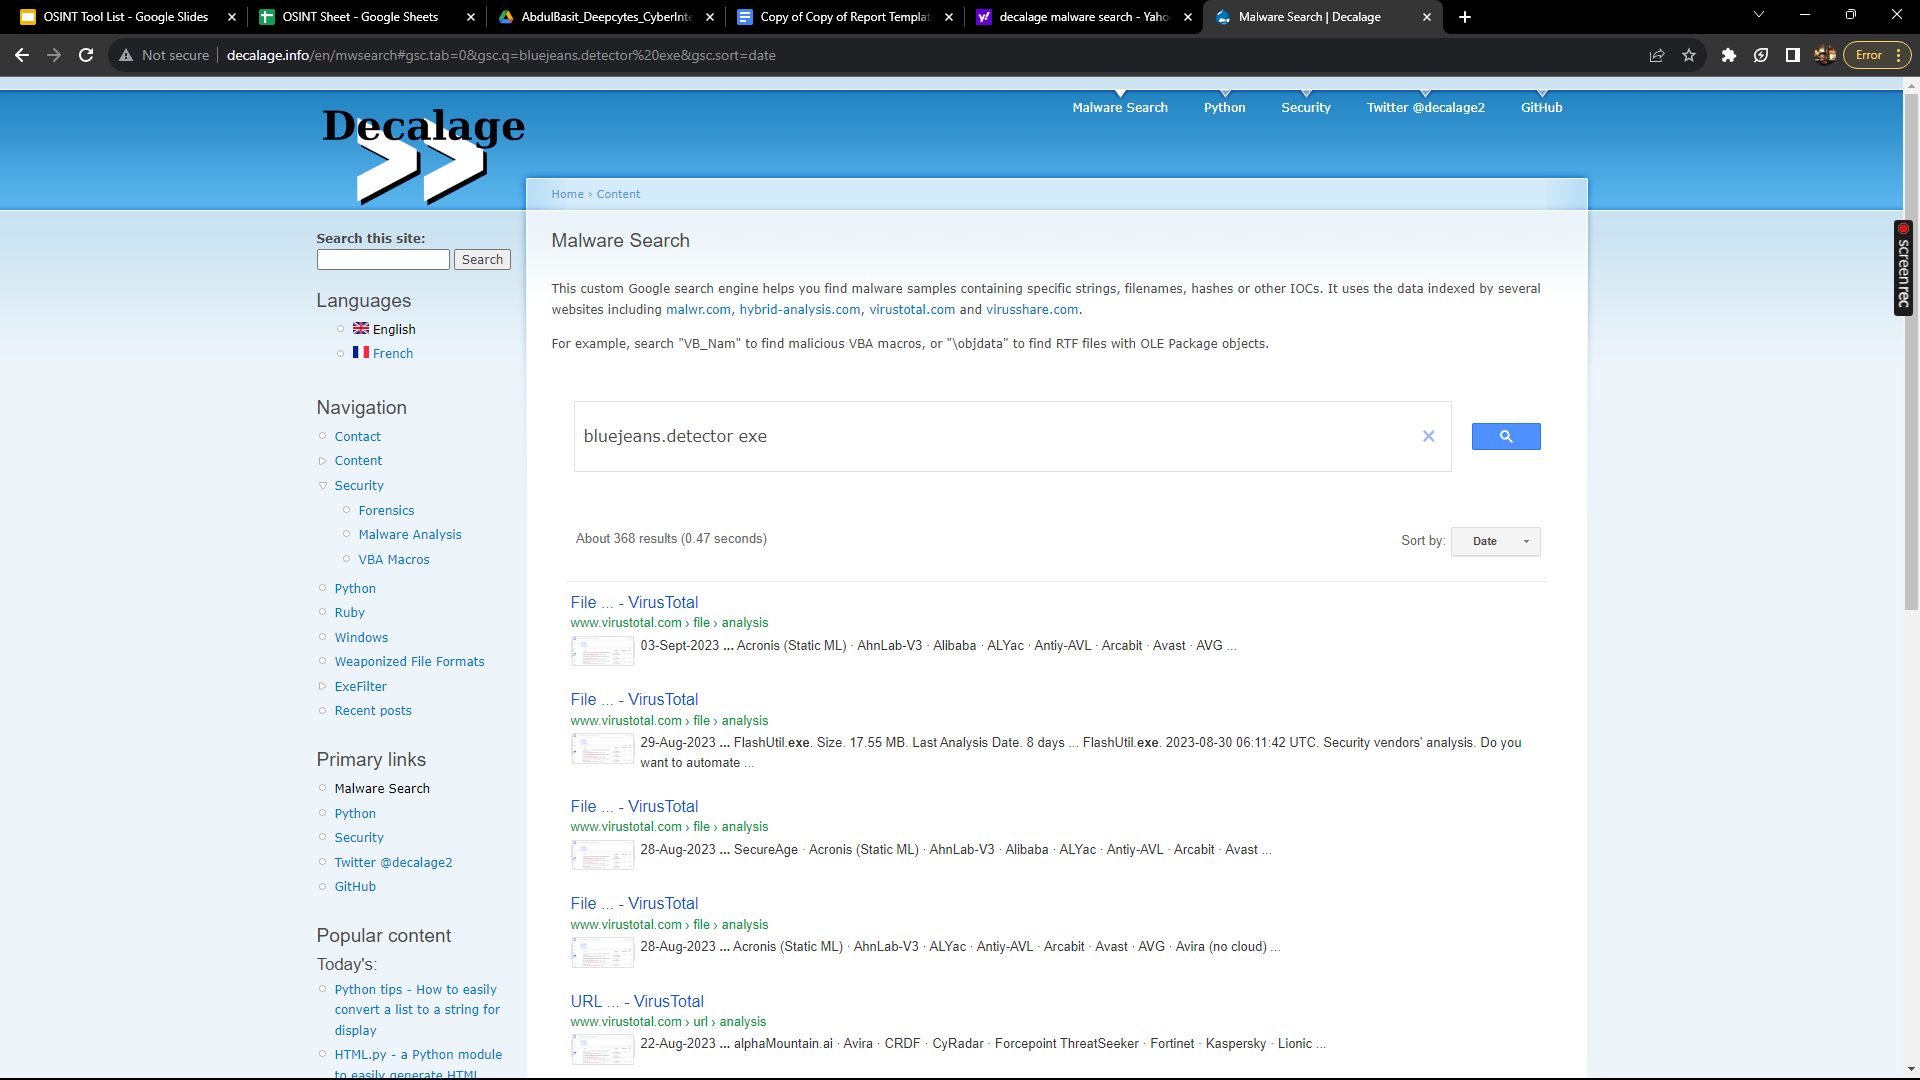 OSINT Tool List - Google Slides
OSINT Sheet - Google Sheets
AbdulBasit_Deepcytes_CyberInte
Copy of Copy of Report Templat
decalage malware search - Yaho
Malware Search | Decalage
Not secure
decalage.info/en/mwsearch#gsc.tab=0&gsc.q=bluejeans.detector%20exe&gsc.sort=date
Error
Decalage
Malware Search
Python
Security
Twitter @decalage2
GitHub
Home › Content
Search this site:
Search
Languages
English
French
Navigation
Contact
Content
Security
Forensics
Malware Analysis
VBA Macros
Python
Ruby
Windows
Weaponized File Formats
ExeFilter
Recent posts
Primary links
Malware Search
Python
Security
Twitter @decalage2
GitHub
Popular content
Today's:
Python tips - How to easily
convert a list to a string for
display
HTML.py - a Python module
to easily generate HTML
Malware Search
This custom Google search engine helps you find malware samples containing specific strings, filenames, hashes or other IOCs. It uses the data indexed by several
websites including malwr.com, hybrid-analysis.com, virustotal.com and virusshare.com.
For example, search "VB_Nam" to find malicious VBA macros, or "\objdata" to find RTF files with OLE Package objects.
bluejeans.detector exe
About 368 results (0.47 seconds)
Sort by:
Date
File ... - VirusTotal
www.virustotal.com › file › analysis
03-Sept-2023 ... Acronis (Static ML) · AhnLab-V3 · Alibaba · ALYac · Antiy-AVL · Arcabit · Avast · AVG ...
File ... - VirusTotal
www.virustotal.com › file › analysis
29-Aug-2023 ... FlashUtil.exe. Size. 17.55 MB. Last Analysis Date. 8 days ... FlashUtil.exe. 2023-08-30 06:11:42 UTC. Security vendors' analysis. Do you
want to automate ...
File ... - VirusTotal
www.virustotal.com › file › analysis
28-Aug-2023 ... SecureAge · Acronis (Static ML) · AhnLab-V3 · Alibaba · ALYac · Antiy-AVL · Arcabit · Avast ...
File ... - VirusTotal
www.virustotal.com › file › analysis
28-Aug-2023 ... Acronis (Static ML) · AhnLab-V3 · ALYac · Antiy-AVL · Arcabit · Avast · AVG · Avira (no cloud) ...
URL ... - VirusTotal
www.virustotal.com › url › analysis
22-Aug-2023 ... alphaMountain.ai · Avira · CRDF · CyRadar · Forcepoint ThreatSeeker · Fortinet · Kaspersky · Lionic ...
screenrec